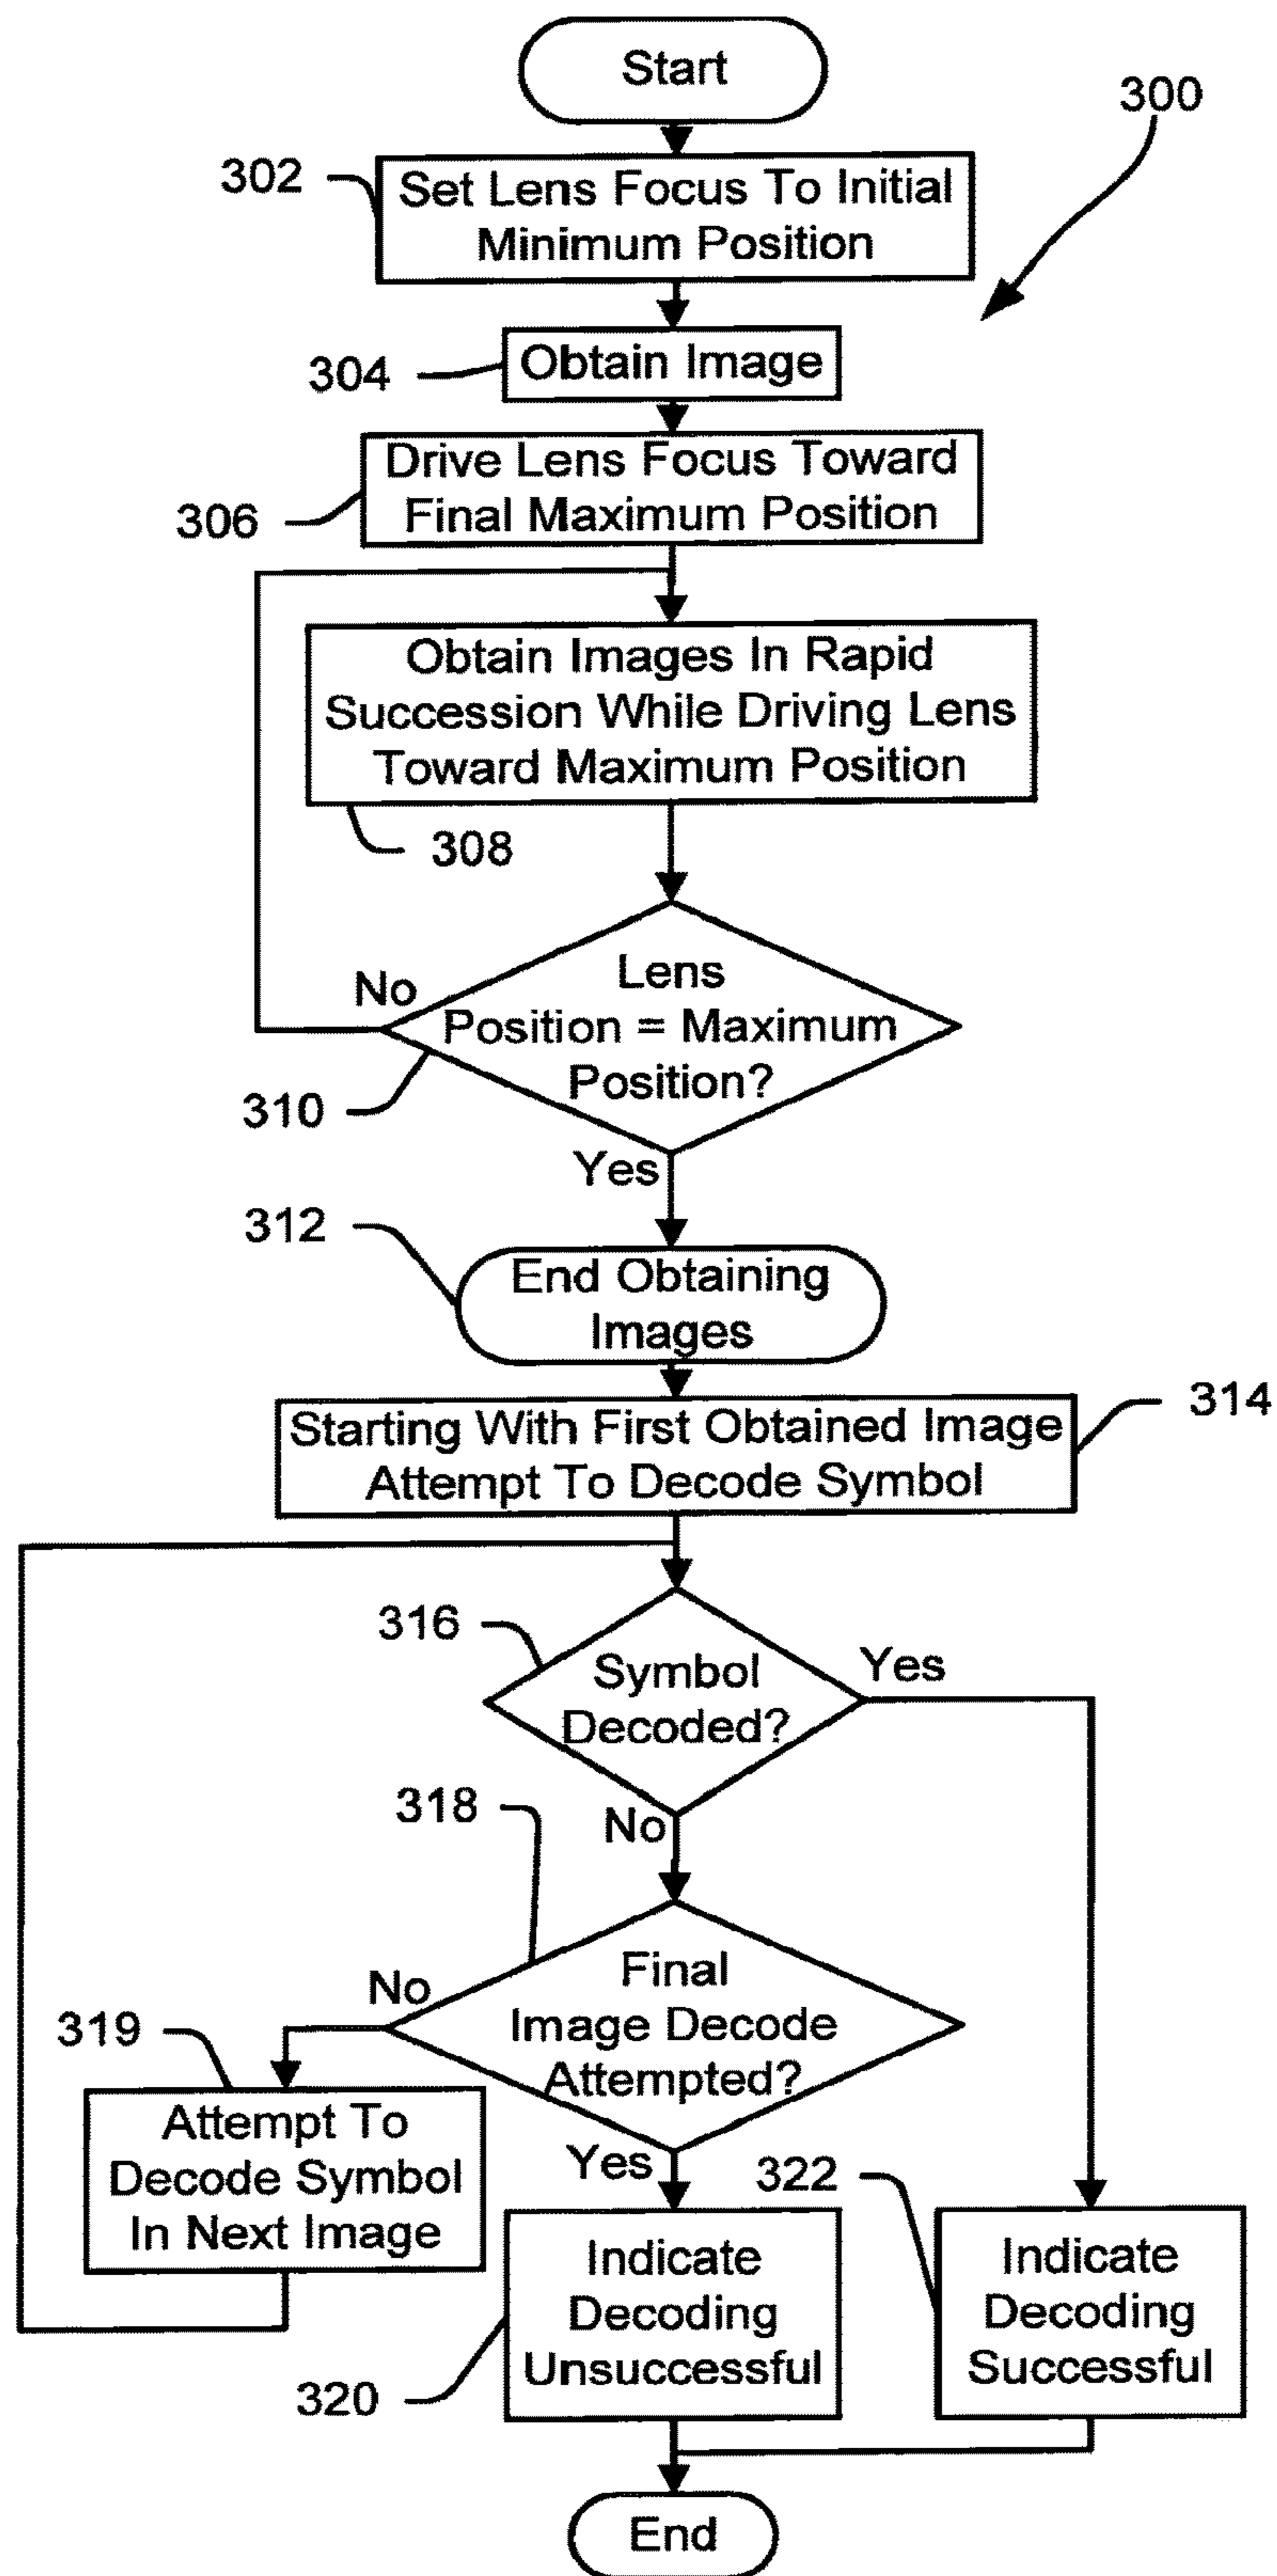 Start
300
302
Set Lens Focus To Initial
Minimum Position
304
Obtain Image
Drive Lens Focus Toward
306
Final Maximum Position
Obtain Images In Rapid
Succession While Driving Lens
Toward Maximum Position
308
Lens
No
Position = Maximum
Position?
310
Yes
312
End Obtaining
Images
314
Starting With First Obtained Image
Attempt To Decode Symbol
316
Symbol
Yes
Decoded?
318
No
Final
No
Image Decode
319
Attempted?
Attempt To
Decode Symbol
In Next Image
Yes
322
Indicate
Decoding
Unsuccessful
320
Indicate
Decoding
Successful
End